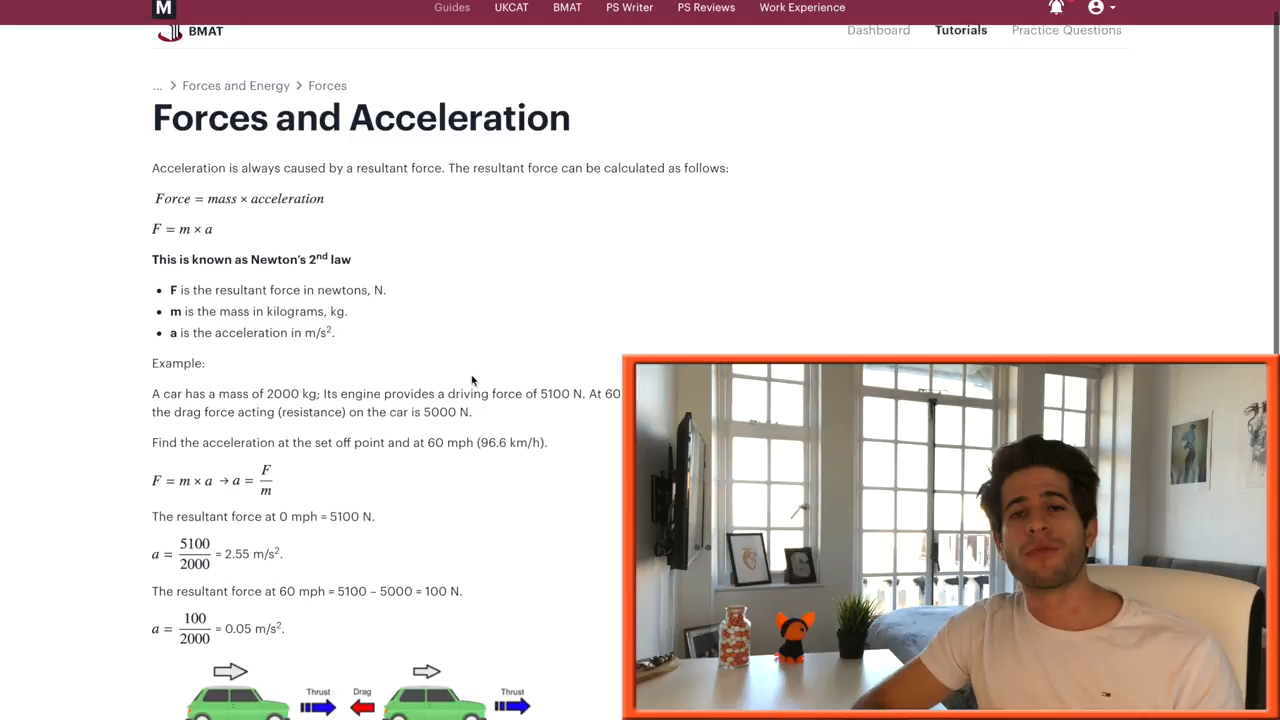 M
Guides UKCAT BMAT PS Writer PS Reviews Work Experience
BMAT
Dashboard Tutorials Practice Questions
... > Forces and Energy > Forces
Forces and Acceleration
Acceleration is always caused by a resultant force. The resultant force can be calculated as follows:
Force = mass × acceleration
F = m × a
This is known as Newton's 2nd law
• F is the resultant force in newtons, N.
• m is the mass in kilograms, kg.
• a is the acceleration in m/s².
Example:
A car has a mass of 2000 kg; Its engine provides a driving force of 5100 N. At 60
the drag force acting (resistance) on the car is 5000 N.
Find the acceleration at the set off point and at 60 mph (96.6 km/h).
F = m × a → a = F/m
The resultant force at 0 mph = 5100 N.
a = 5100/2000 = 2.55 m/s².
The resultant force at 60 mph = 5100 – 5000 = 100 N.
a = 100/2000 = 0.05 m/s².
Thrust Drag Thrust